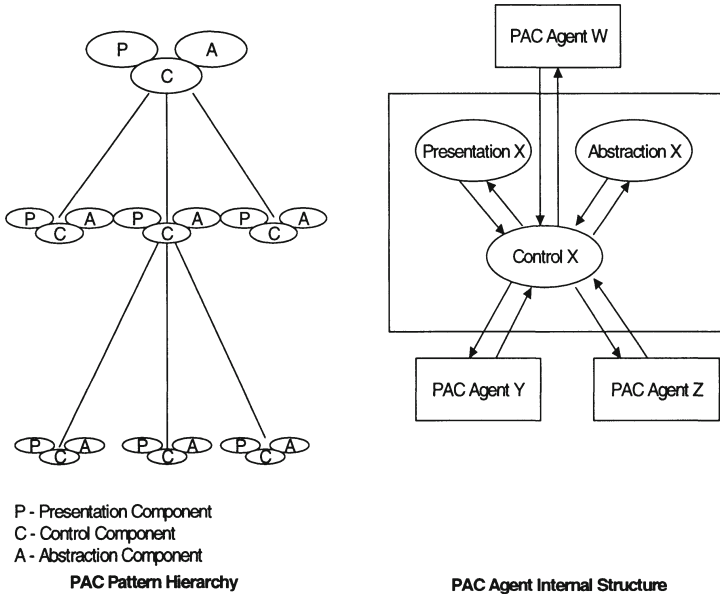 P
A
C
P
A
C
P
A
C
P
A
C
P
A
C
P
A
C
P
A
C
P - Presentation Component
C - Control Component
A - Abstraction Component
PAC Pattern Hierarchy
PAC Agent W
Presentation X
Abstraction X
Control X
PAC Agent Y
PAC Agent Z
PAC Agent Internal Structure